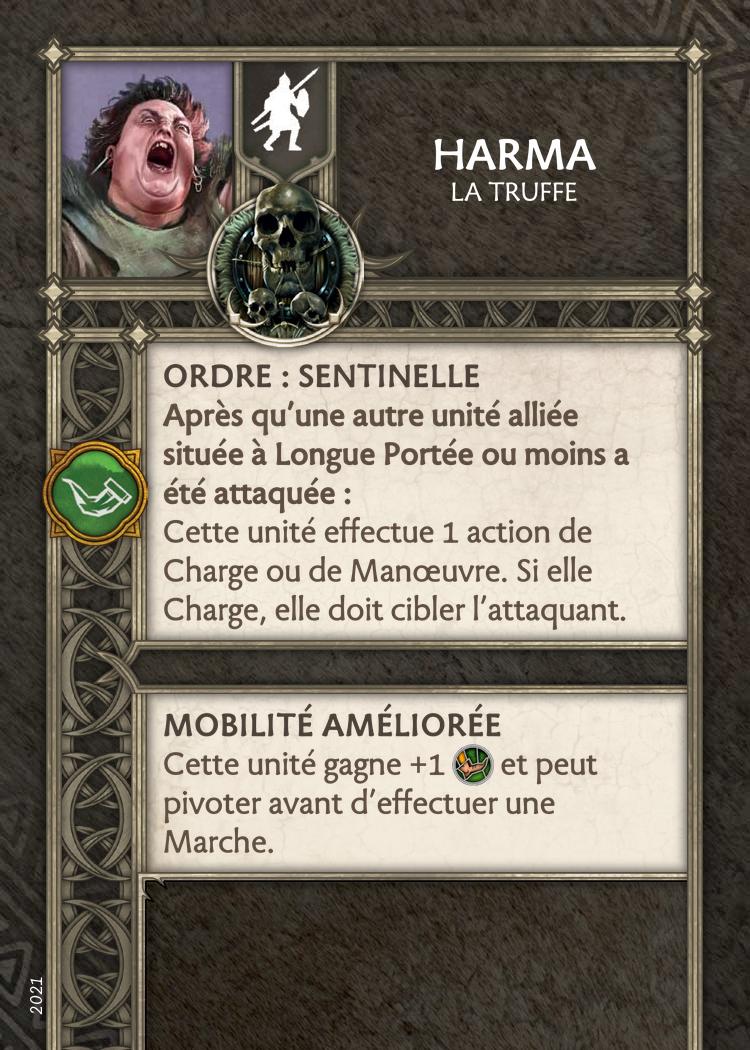 HARMA
LA TRUFFE
ORDRE : SENTINELLE
Après qu'une autre unité alliée
située à Longue Portée ou moins a
été attaquée :
Cette unité effectue 1 action de
Charge ou de Manœuvre. Si elle
Charge, elle doit cibler l'attaquant.
MOBILITÉ AMÉLIORÉE
Cette unité gagne +1 et peut
pivoter avant d'effectuer une
Marche.
2021